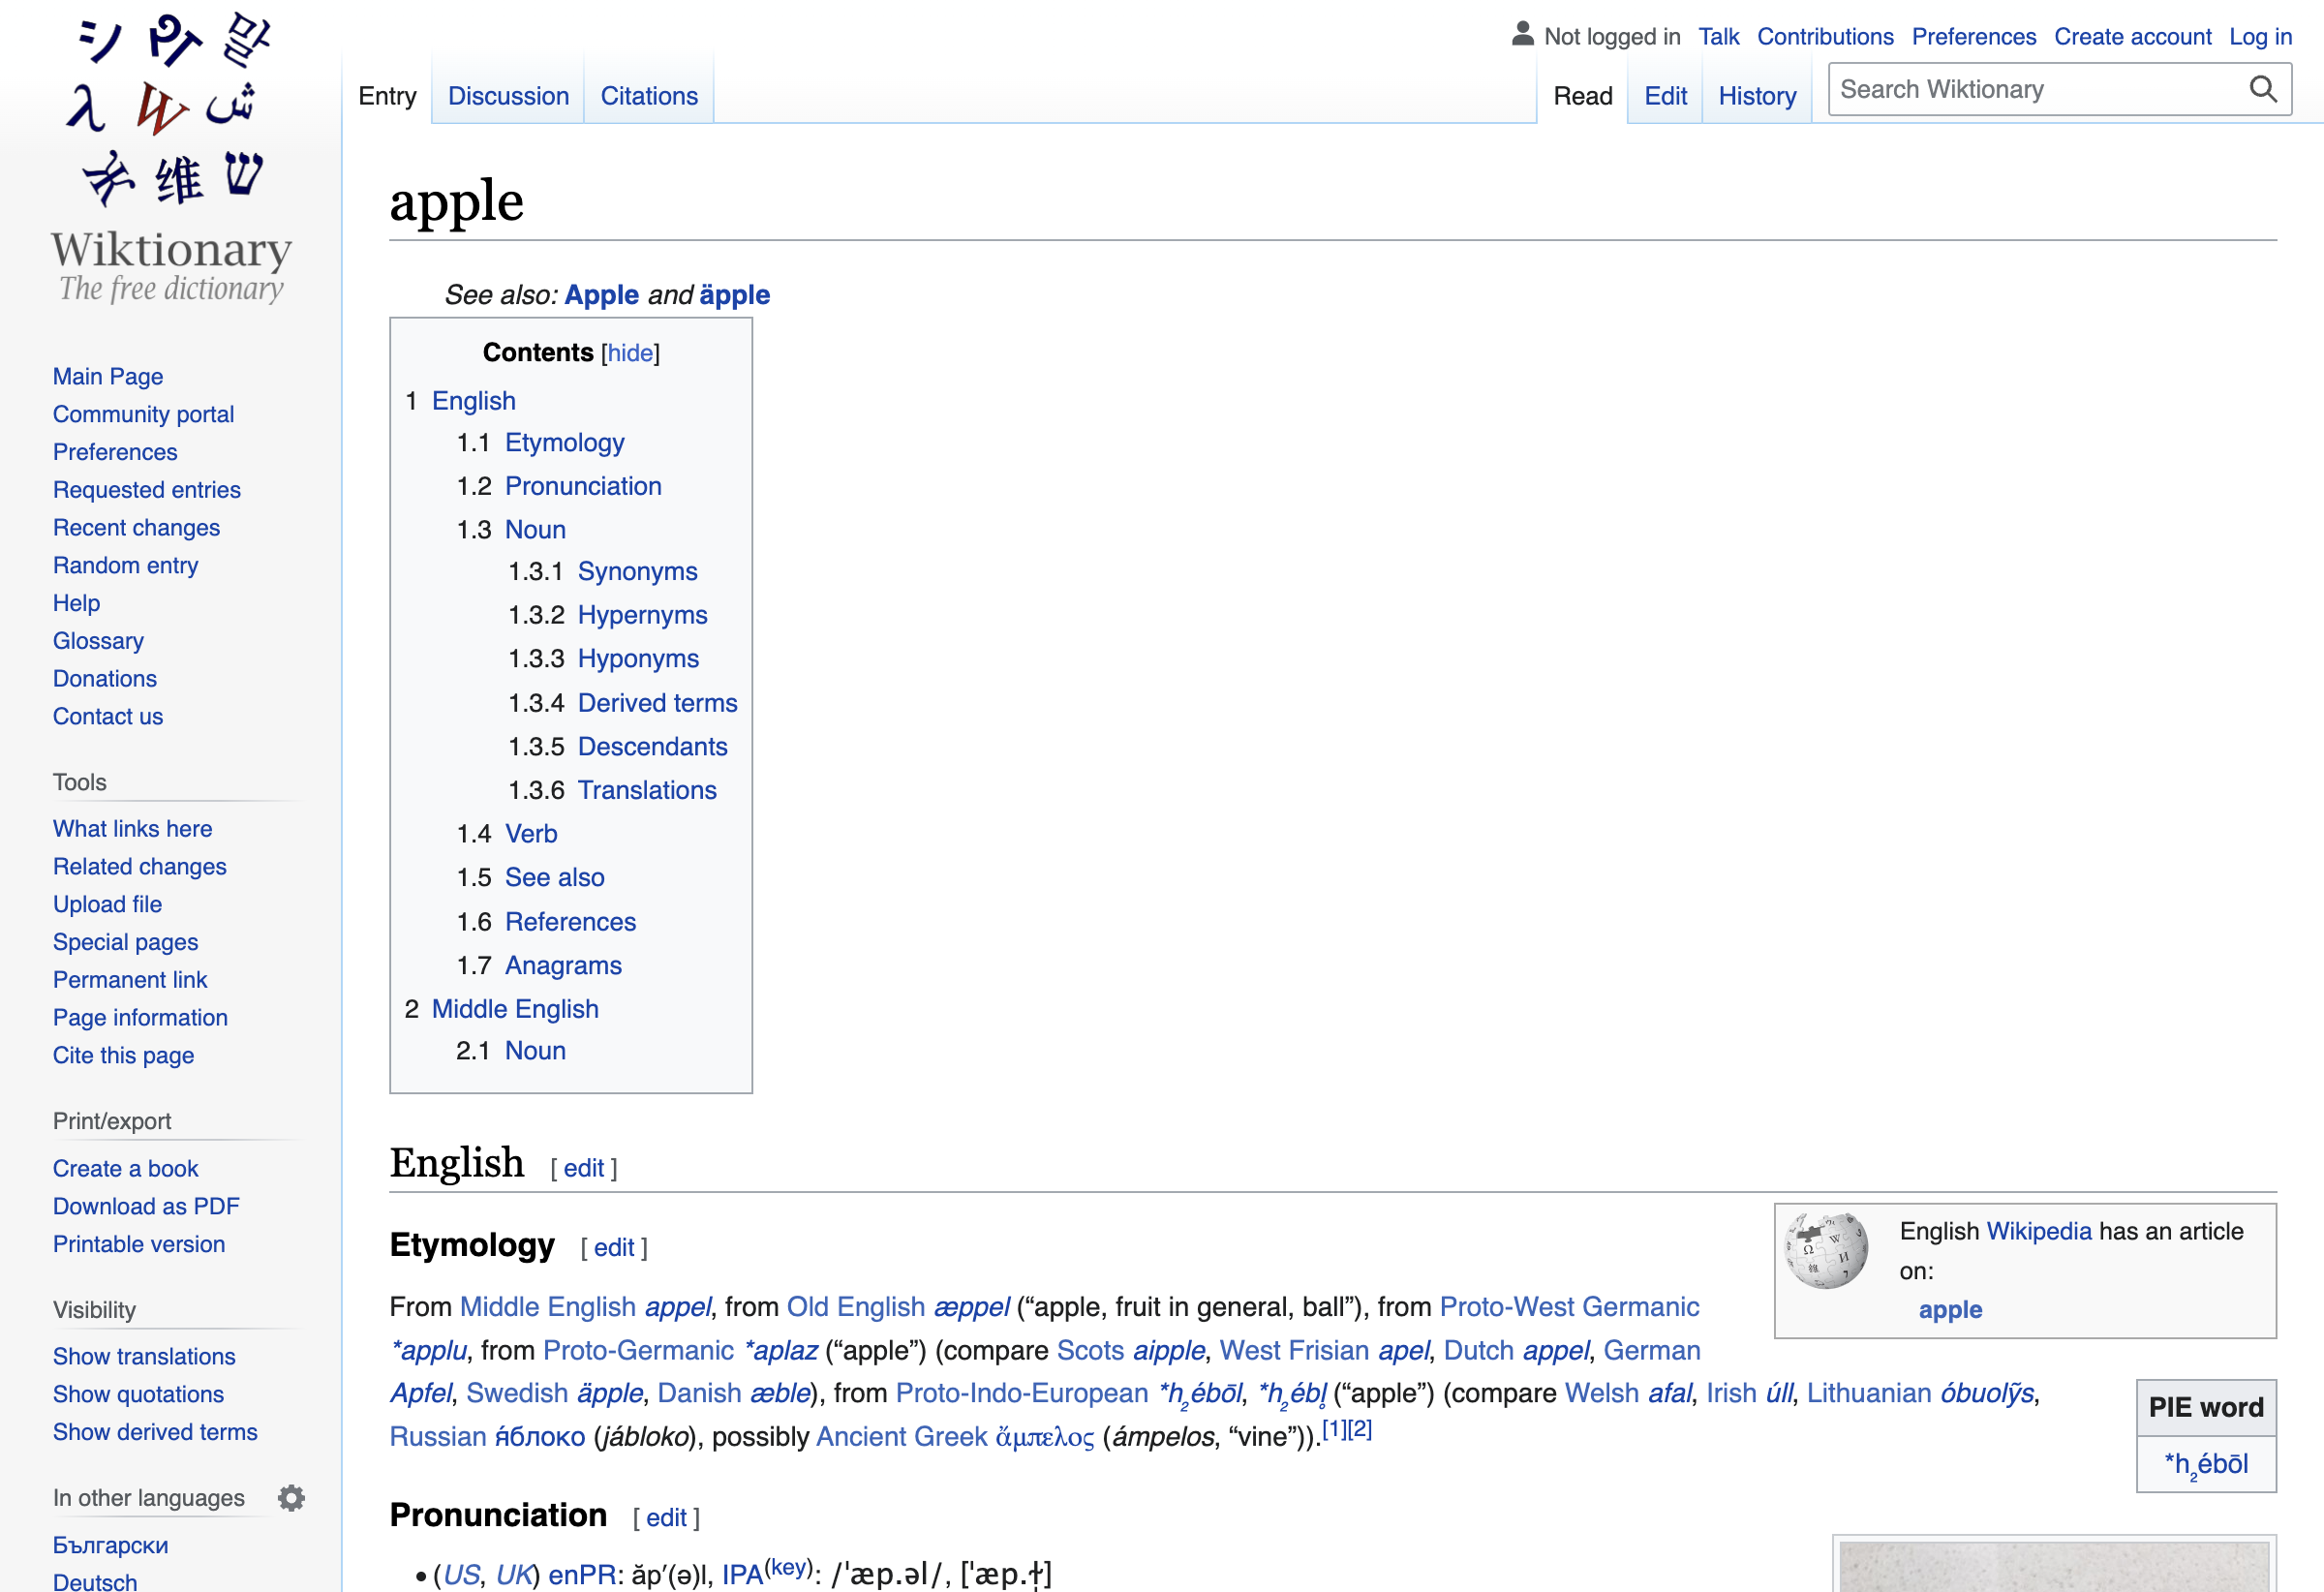 シ פּ 말
λ W ش
维 ש
Wiktionary
The free dictionary
Main Page
Community portal
Preferences
Requested entries
Recent changes
Random entry
Help
Glossary
Donations
Contact us
Tools
What links here
Related changes
Upload file
Special pages
Permanent link
Page information
Cite this page
Print/export
Create a book
Download as PDF
Printable version
Visibility
Show translations
Show quotations
Show derived terms
In other languages
Български
Deutsch
Not logged in Talk Contributions Preferences Create account Log in
Entry Discussion Citations Read Edit History Search Wiktionary
apple
See also: Apple and äpple
Contents [hide]
1 English
1.1 Etymology
1.2 Pronunciation
1.3 Noun
1.3.1 Synonyms
1.3.2 Hypernyms
1.3.3 Hyponyms
1.3.4 Derived terms
1.3.5 Descendants
1.3.6 Translations
1.4 Verb
1.5 See also
1.6 References
1.7 Anagrams
2 Middle English
2.1 Noun
English [ edit ]
Etymology [ edit ]
From Middle English appel, from Old English æppel (“apple, fruit in general, ball”), from Proto-West Germanic
*applu, from Proto-Germanic *aplaz (“apple”) (compare Scots aipple, West Frisian apel, Dutch appel, German
Apfel, Swedish äpple, Danish æble), from Proto-Indo-European *h₂ébōl, *h₂ébl̥ (“apple”) (compare Welsh afal, Irish úll, Lithuanian óbuolỹs,
Russian я́блоко (jábloko), possibly Ancient Greek ἄμπελος (ámpelos, “vine”)).[1][2]
English Wikipedia has an article
on:
apple
PIE word
*h₂ébōl
Pronunciation [ edit ]
• (US, UK) enPR: ăp′(ə)l, IPA(key): /ˈæp.əl/, [ˈæp.ɫ̩]